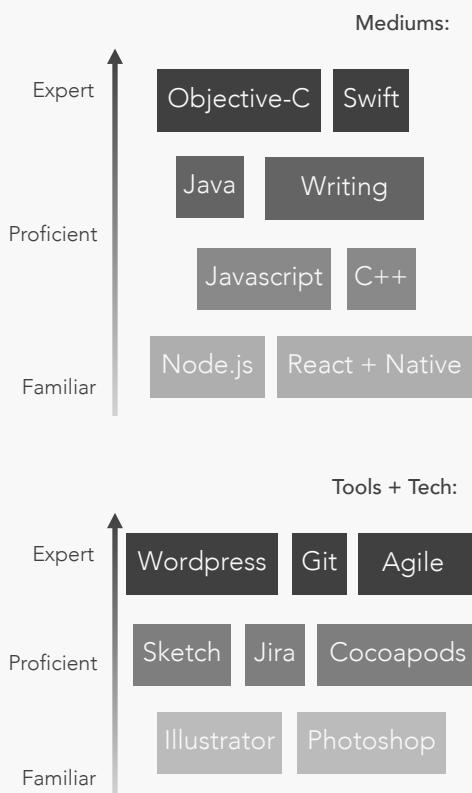 Mediums:
Expert
Objective-C Swift
Java Writing
Proficient
Javascript C++
Node.js React + Native
Familiar
Tools + Tech:
Expert
Wordpress Git Agile
Sketch Jira Cocoapods
Proficient
Illustrator Photoshop
Familiar